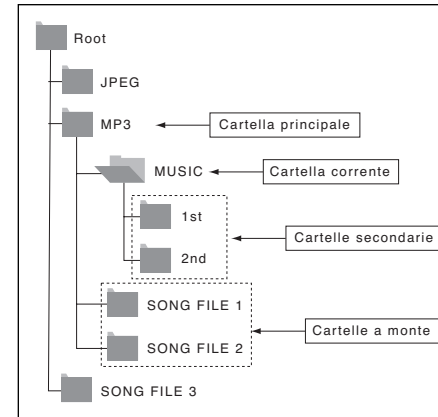 Root
JPEG
MP3
Cartella principale
MUSIC
Cartella corrente
1st
Cartelle secondarie
2nd
SONG FILE 1
Cartelle a monte
SONG FILE 2
SONG FILE 3